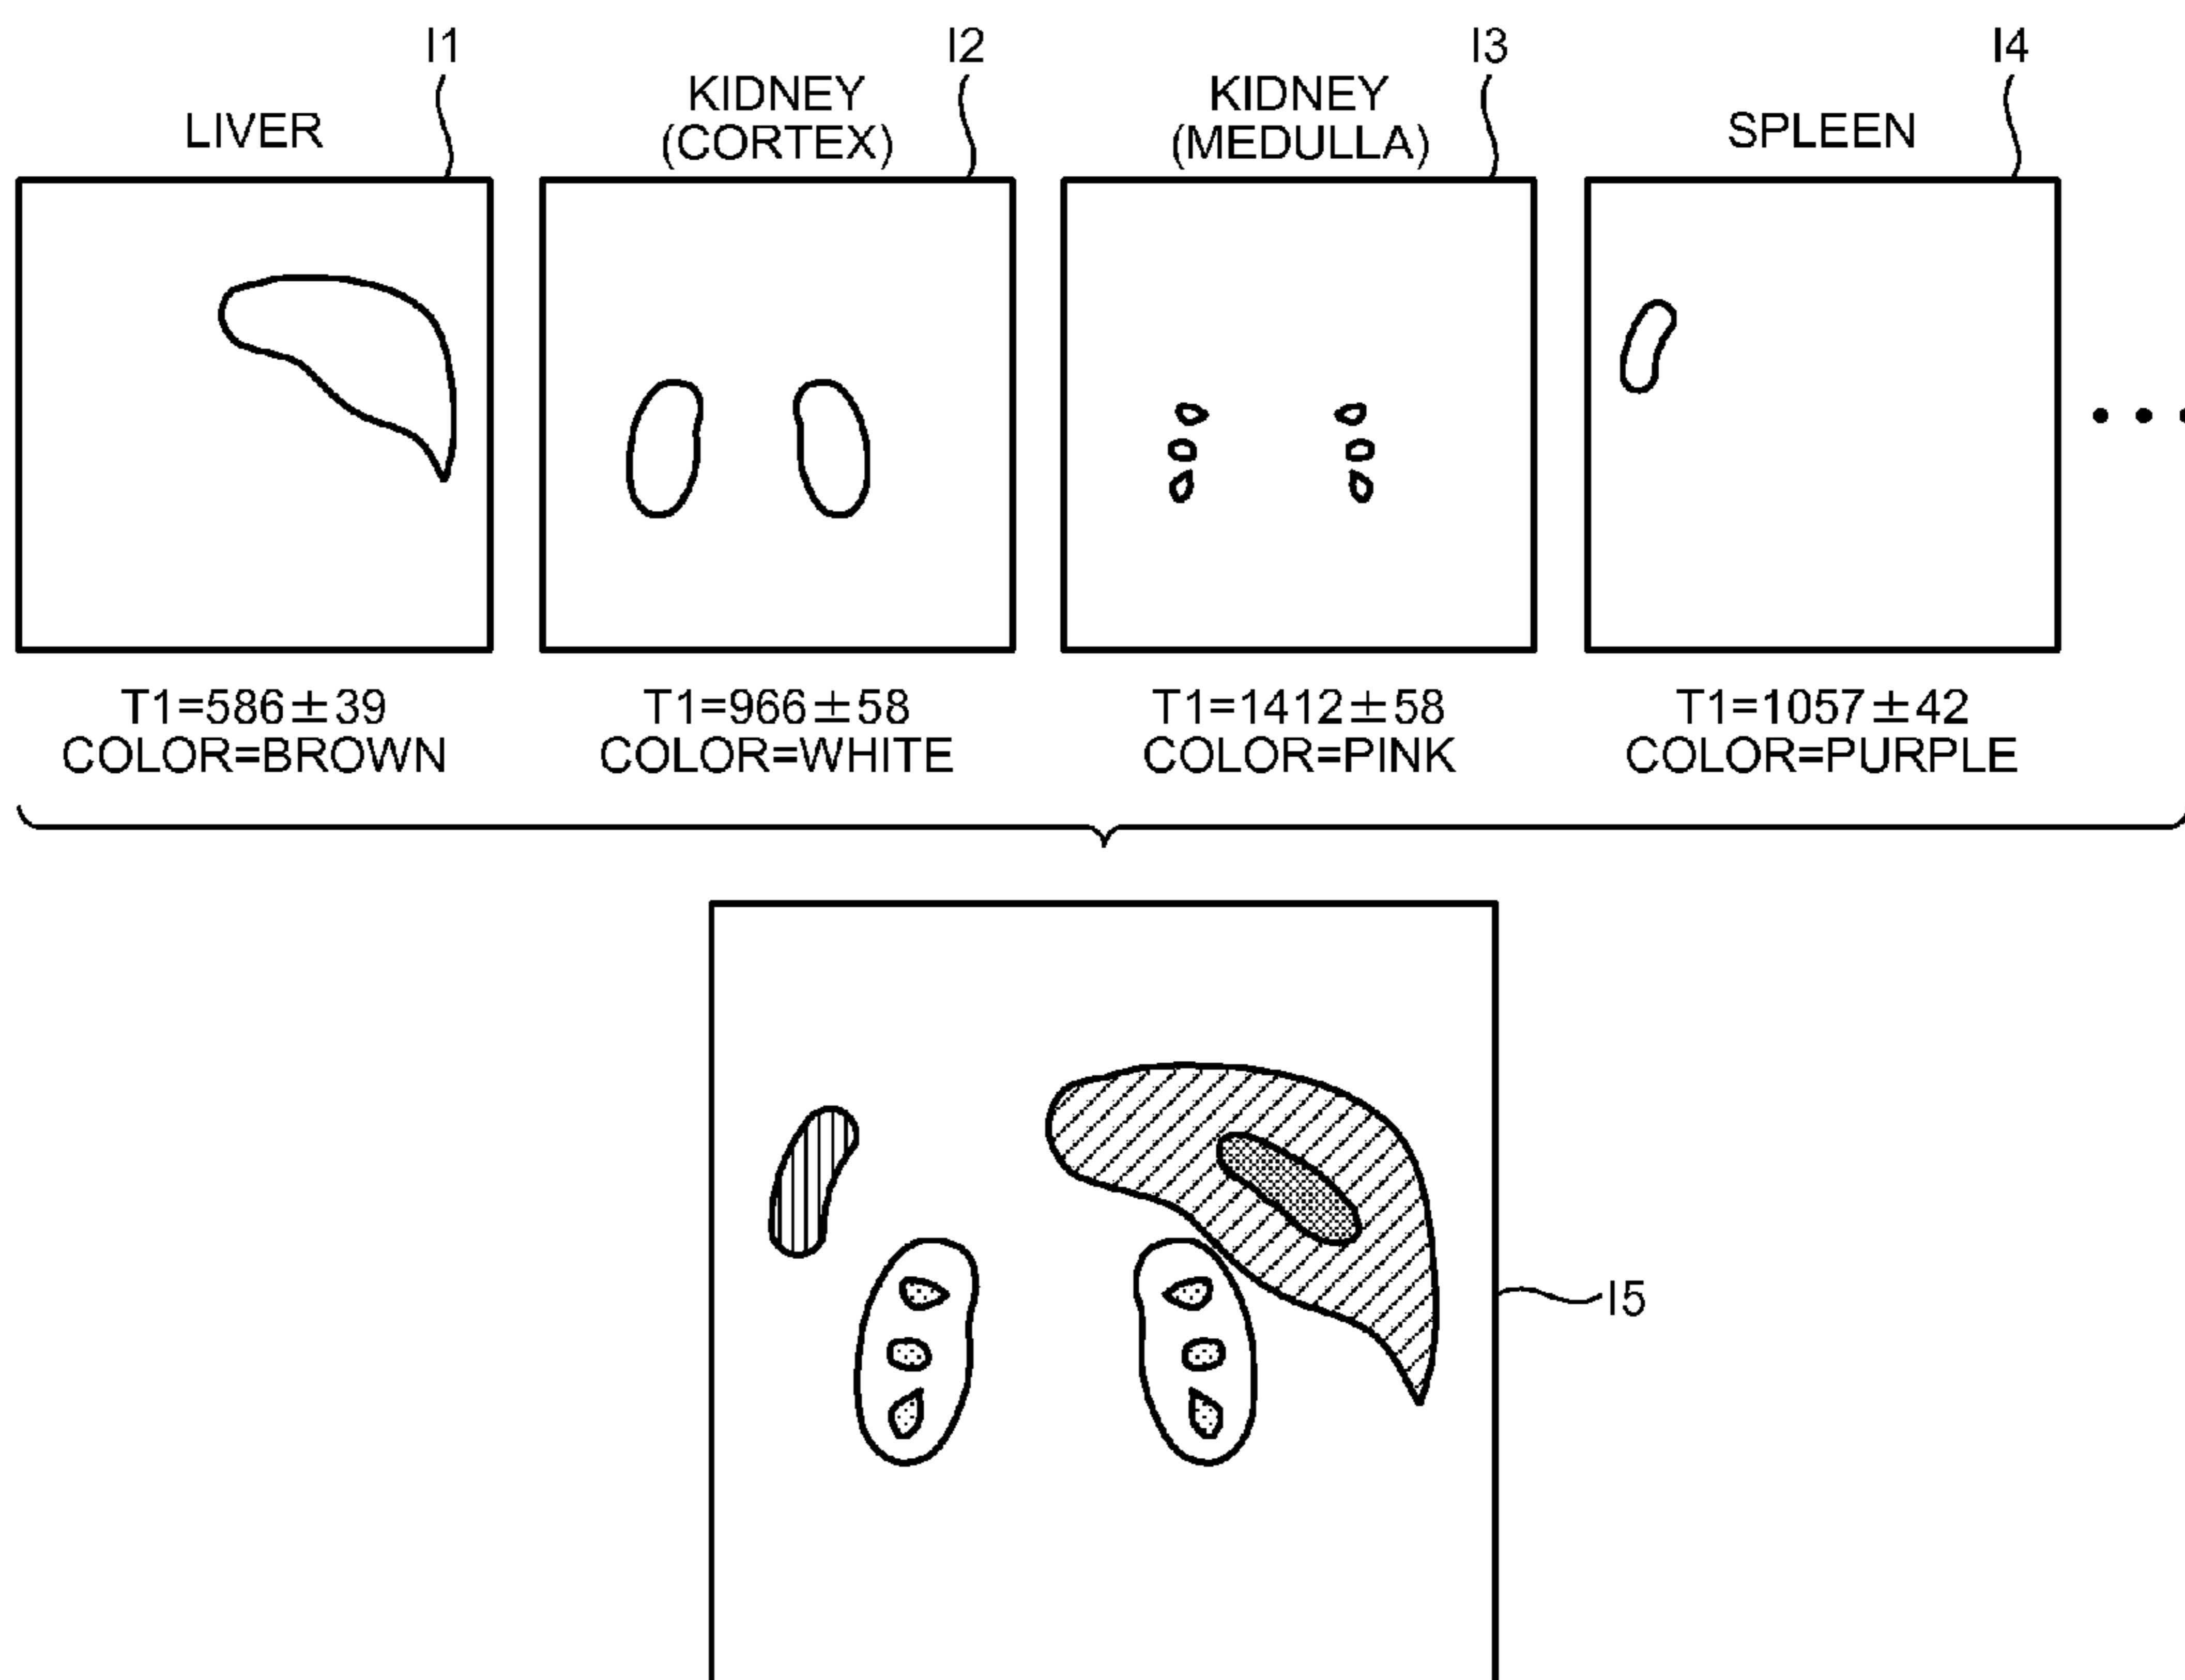 I1
I2
I3
I4
LIVER
KIDNEY
(CORTEX)
KIDNEY
(MEDULLA)
SPLEEN
T1=586±39
COLOR=BROWN
T1=966±58
COLOR=WHITE
T1=1412±58
COLOR=PINK
T1=1057±42
COLOR=PURPLE
I5